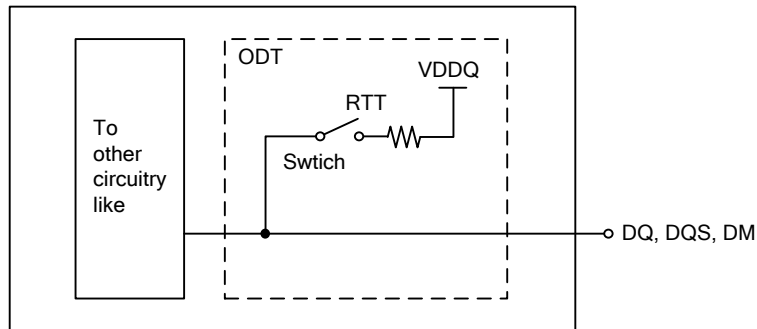 ODT
VDDQ
RTT
To
other
circuitry
like
Swtich
DQ, DQS, DM